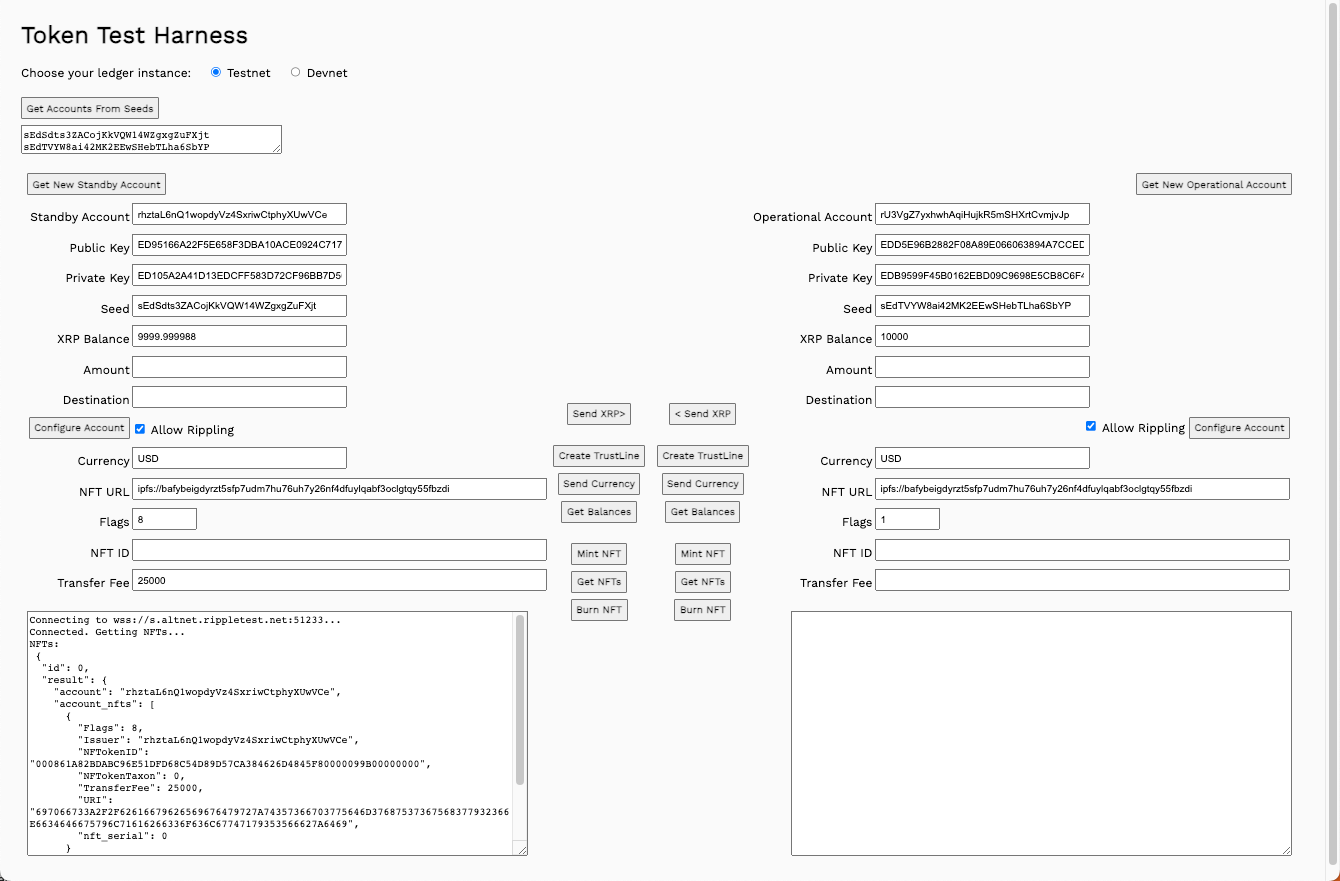 Token Test Harness
Choose your ledger instance: Testnet Devnet
Get Accounts From Seeds
sEdSdts3ZACojKkVQW14WZgxgZuFXjt
sEdTVYW8ai42MK2EEwSHebTLha6SbYP
Get New Standby Account
Get New Operational Account
Standby Account rhztaL6nQ1wopdyVz4SxriwCtphyXUwVCe
Operational Account rU3VgZ7yxhwhAqiHujkR5mSHXrtCvmjvJp
Public Key ED95166A22F5E658F3DBA10ACE0924C717
Public Key EDD5E96B2882F08A89E066063894A7CCED
Private Key ED105A2A41D13EDCFF583D72CF96BB7D5
Private Key EDB9599F45B0162EBD09C9698E5CB8C6F4
Seed sEdSdts3ZACojKkVQW14WZgxgZuFXjt
Seed sEdTVYW8ai42MK2EEwSHebTLha6SbYP
XRP Balance 9999.999988
XRP Balance 10000
Amount
Amount
Destination
Destination
Send XRP>
< Send XRP
Configure Account Allow Rippling
Allow Rippling Configure Account
Currency USD
Create TrustLine
Create TrustLine
Currency USD
NFT URL ipfs://bafybeigdyrzt5sfp7udm7hu76uh7y26nf4dfuylqabf3oclgtqy55fbzdi
Send Currency
Send Currency
NFT URL ipfs://bafybeigdyrzt5sfp7udm7hu76uh7y26nf4dfuylqabf3oclgtqy55fbzdi
Flags 8
Get Balances
Get Balances
Flags 1
NFT ID
Mint NFT
Mint NFT
NFT ID
Transfer Fee 25000
Get NFTs
Get NFTs
Transfer Fee
Burn NFT
Burn NFT
Connecting to wss://s.altnet.rippletest.net:51233...
Connected. Getting NFTs...
NFTs:
{
"id": 0,
"result": {
"account": "rhztaL6nQ1wopdyVz4SxriwCtphyXUwVCe",
"account_nfts": [
{
"Flags": 8,
"Issuer": "rhztaL6nQ1wopdyVz4SxriwCtphyXUwVCe",
"NFTokenID":
"000861A82BDABC96E51DFD68C54D89D57CA384626D4845F80000099B00000000",
"NFTokenTaxon": 0,
"TransferFee": 25000,
"URI":
"697066733A2F2F62616679626569676479727A74357366703775646D37687537367568377932366
E6634646675796C71616266336F636C67747179353566627A6469",
"nft_serial": 0
}